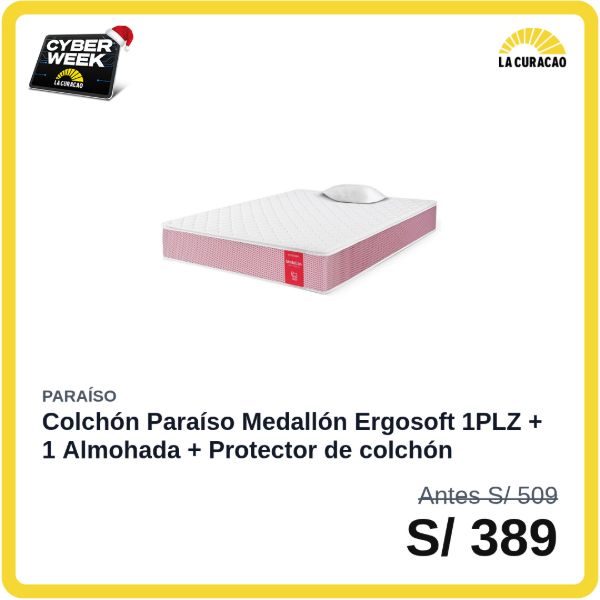 CYBER
WEEK
LA CURACAO
LA CURACAO
Medallón
PARAÍSO
Colchón Paraíso Medallón Ergosoft 1PLZ +
1 Almohada + Protector de colchón
Antes S/ 509
S/ 389